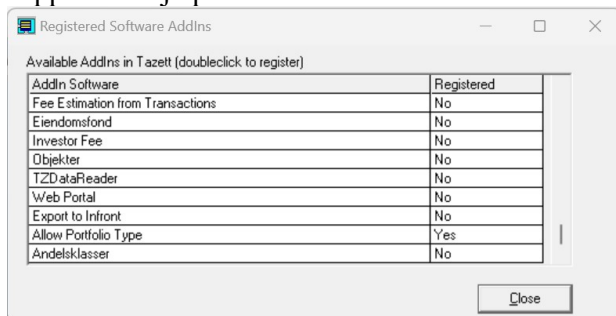 Registered Software AddIns
Available AddIns in Tazett (doubleclick to register)
AddIn Software Registered
Fee Estimation from Transactions No
Eiendomsfond No
Investor Fee No
Objekter No
TZDataReader No
Web Portal No
Export to Infront No
Allow Portfolio Type Yes
Andelsklasser No
Close